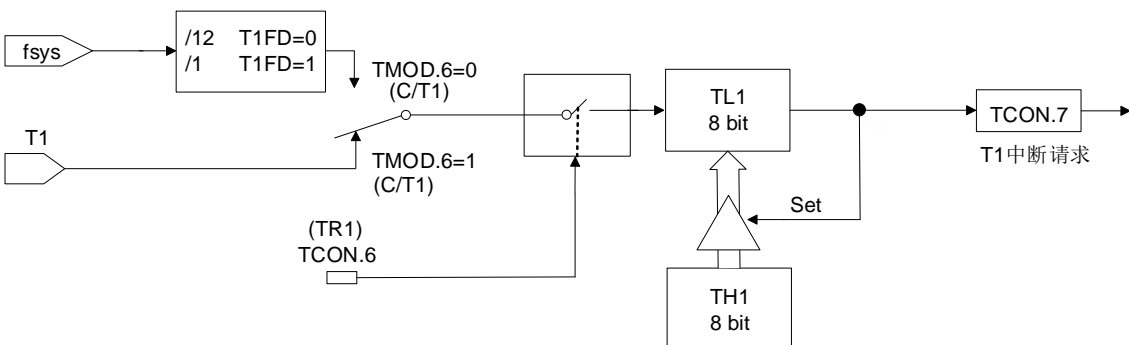 fsys
/12 T1FD=0
/1 T1FD=1
TMOD.6=0
(C/T1)
T1
TMOD.6=1
(C/T1)
(TR1)
TCON.6
TL1
8 bit
TCON.7
T1中断请求
Set
TH1
8 bit